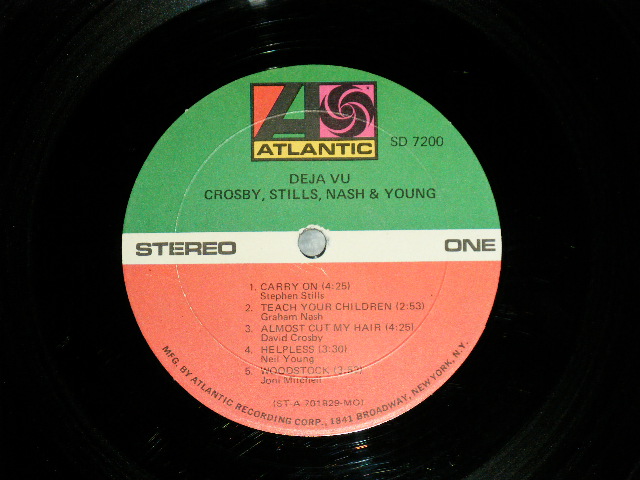 ATLANTIC
SD 7200
DEJA VU
CROSBY, STILLS, NASH & YOUNG
STEREO
ONE
1. CARRY ON (4:25)
Stephen Stills
2. TEACH YOUR CHILDREN (2:53)
Graham Nash
3. ALMOST CUT MY HAIR (4:25)
David Crosby
4. HELPLESS (3:30)
Neil Young
5. WOODSTOCK (3:52)
Joni Mitchell
(ST-A-701829-MO)
MFG. BY ATLANTIC RECORDING CORP., 1841 BROADWAY, NEW YORK, N.Y.